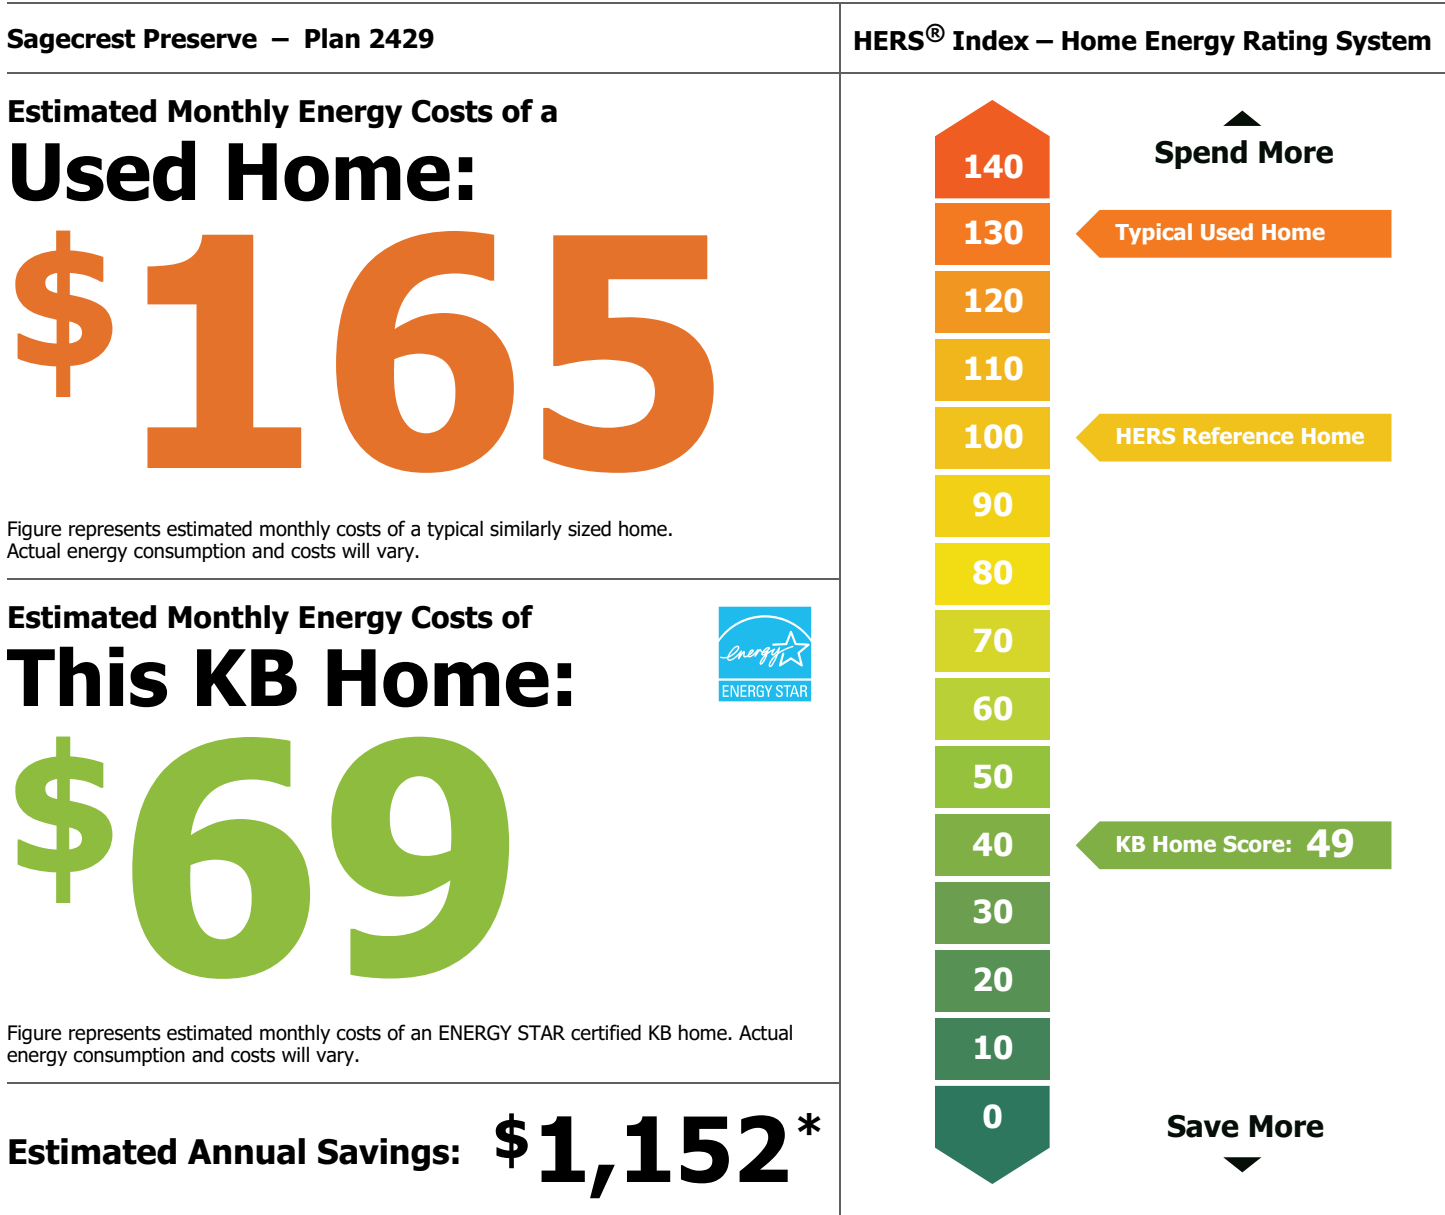 Sagecrest Preserve – Plan 2429
Estimated Monthly Energy Costs of a
Used Home:
$165
Figure represents estimated monthly costs of a typical similarly sized home.
Actual energy consumption and costs will vary.
Estimated Monthly Energy Costs of
This KB Home:
energy
ENERGY STAR
$69
Figure represents estimated monthly costs of an ENERGY STAR certified KB home. Actual
energy consumption and costs will vary.
Estimated Annual Savings: $1,152*
HERS® Index – Home Energy Rating System
Spend More
140
130 Typical Used Home
120
110
100 HERS Reference Home
90
80
70
60
50
40 KB Home Score: 49
30
20
10
0
Save More